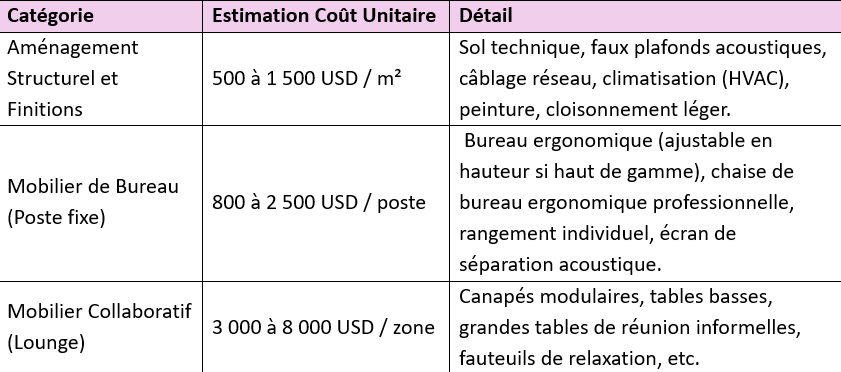 Catégorie
Estimation Coût Unitaire
Détail
Aménagement
Structurel et
Finitions
500 à 1 500 USD / m²
Sol technique, faux plafonds acoustiques,
câblage réseau, climatisation (HVAC),
peinture, cloisonnement léger.
Mobilier de Bureau
(Poste fixe)
800 à 2 500 USD / poste
Bureau ergonomique (ajustable en
hauteur si haut de gamme), chaise de
bureau ergonomique professionnelle,
rangement individuel, écran de
séparation acoustique.
Mobilier Collaboratif
(Lounge)
3 000 à 8 000 USD / zone
Canapés modulaires, tables basses,
grandes tables de réunion informelles,
fauteuils de relaxation, etc.